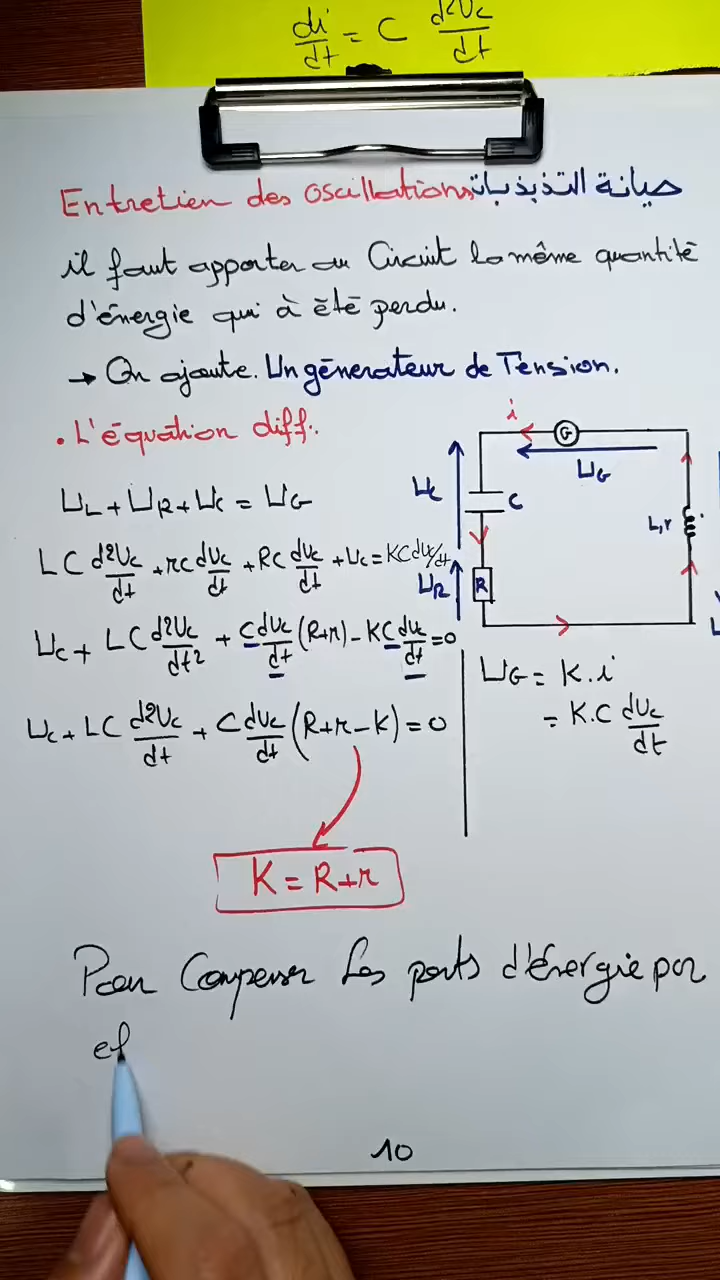 di/dt = C d²Uc/dt
Entretien des oscillations صيانة التذبذبات
il faut apporter au Circuit la même quantité
d'énergie qui à été perdu.
→ On ajoute. Un génerateur de Tension.
. L'équation diff.
UL + UR + Uc = UG
LC d²Uc/dt + rc dUc/dt + RC dUc/dt + Uc = KC dUc/dt
Uc + LC d²Uc/dt² + C dUc/dt (R+r) - KC dUc/dt = 0
Uc + LC d²Uc/dt + C dUc/dt (R+r-K) = 0
K = R+r
i
G
UG
Uc
C
L,r
UR
R
UG = K.i
= K.C dUc/dt
Pour Compenser les perts d'énergie par
ef
10